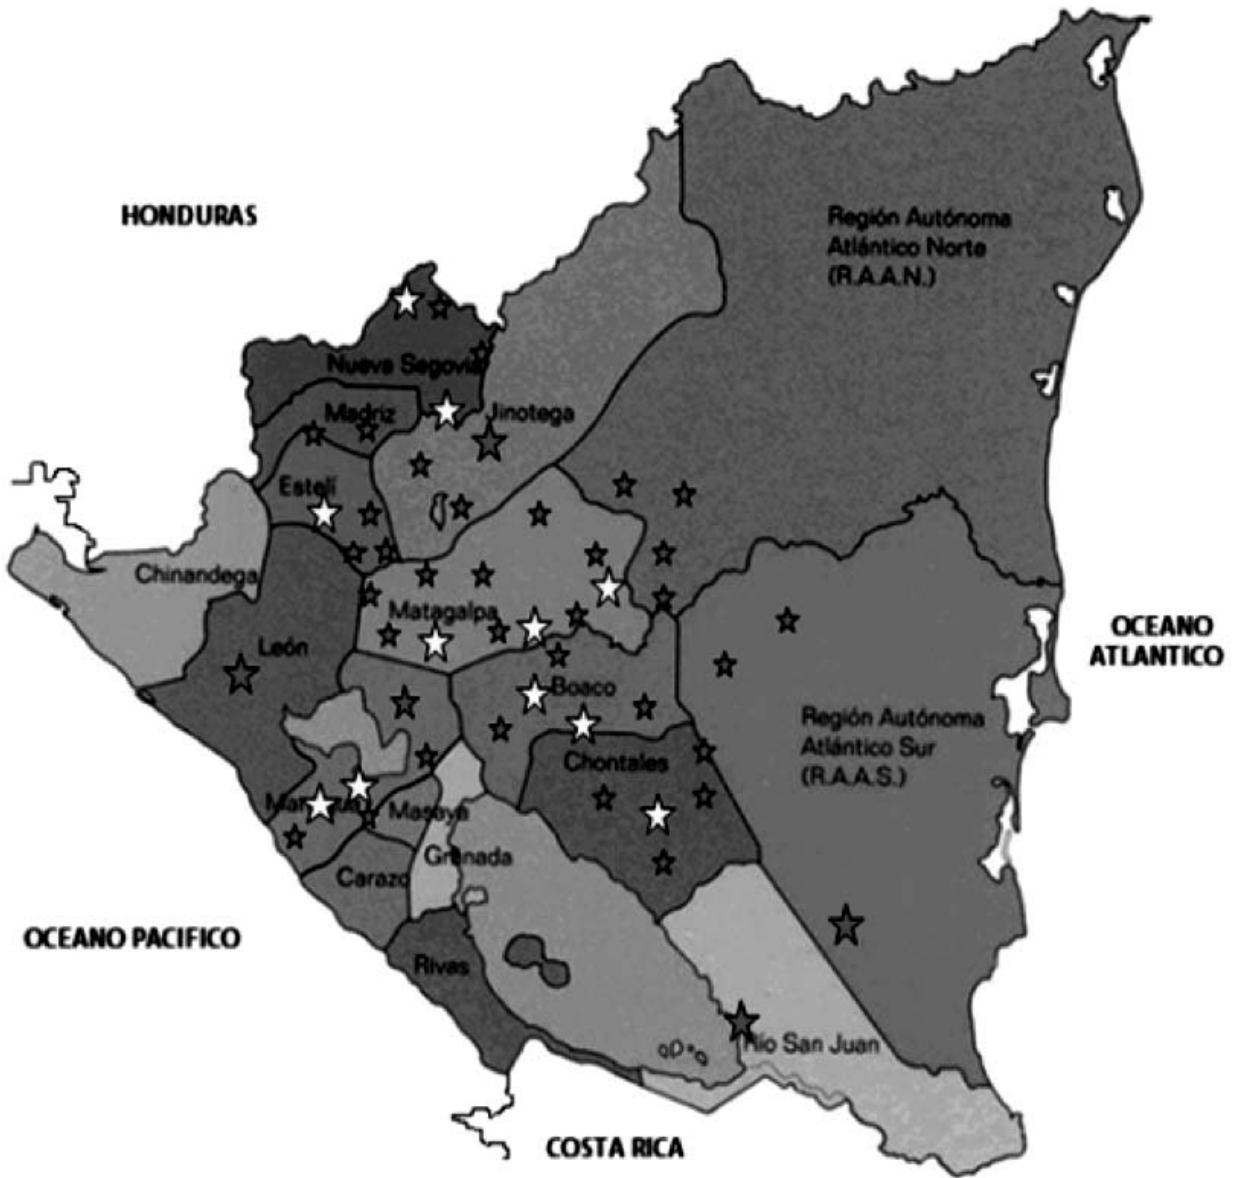 HONDURAS
Región Autónoma
Atlántico Norte
(R.A.A.N.)
Nueva Segovia
Madriz
Jinotega
Estelí
Chinandega
Matagalpa
León
OCEANO
ATLANTICO
Boaco
Región Autónoma
Atlántico Sur
(R.A.A.S.)
Chontales
Masaya
Granada
Carazo
OCEANO PACIFICO
Rivas
Río San Juan
COSTA RICA